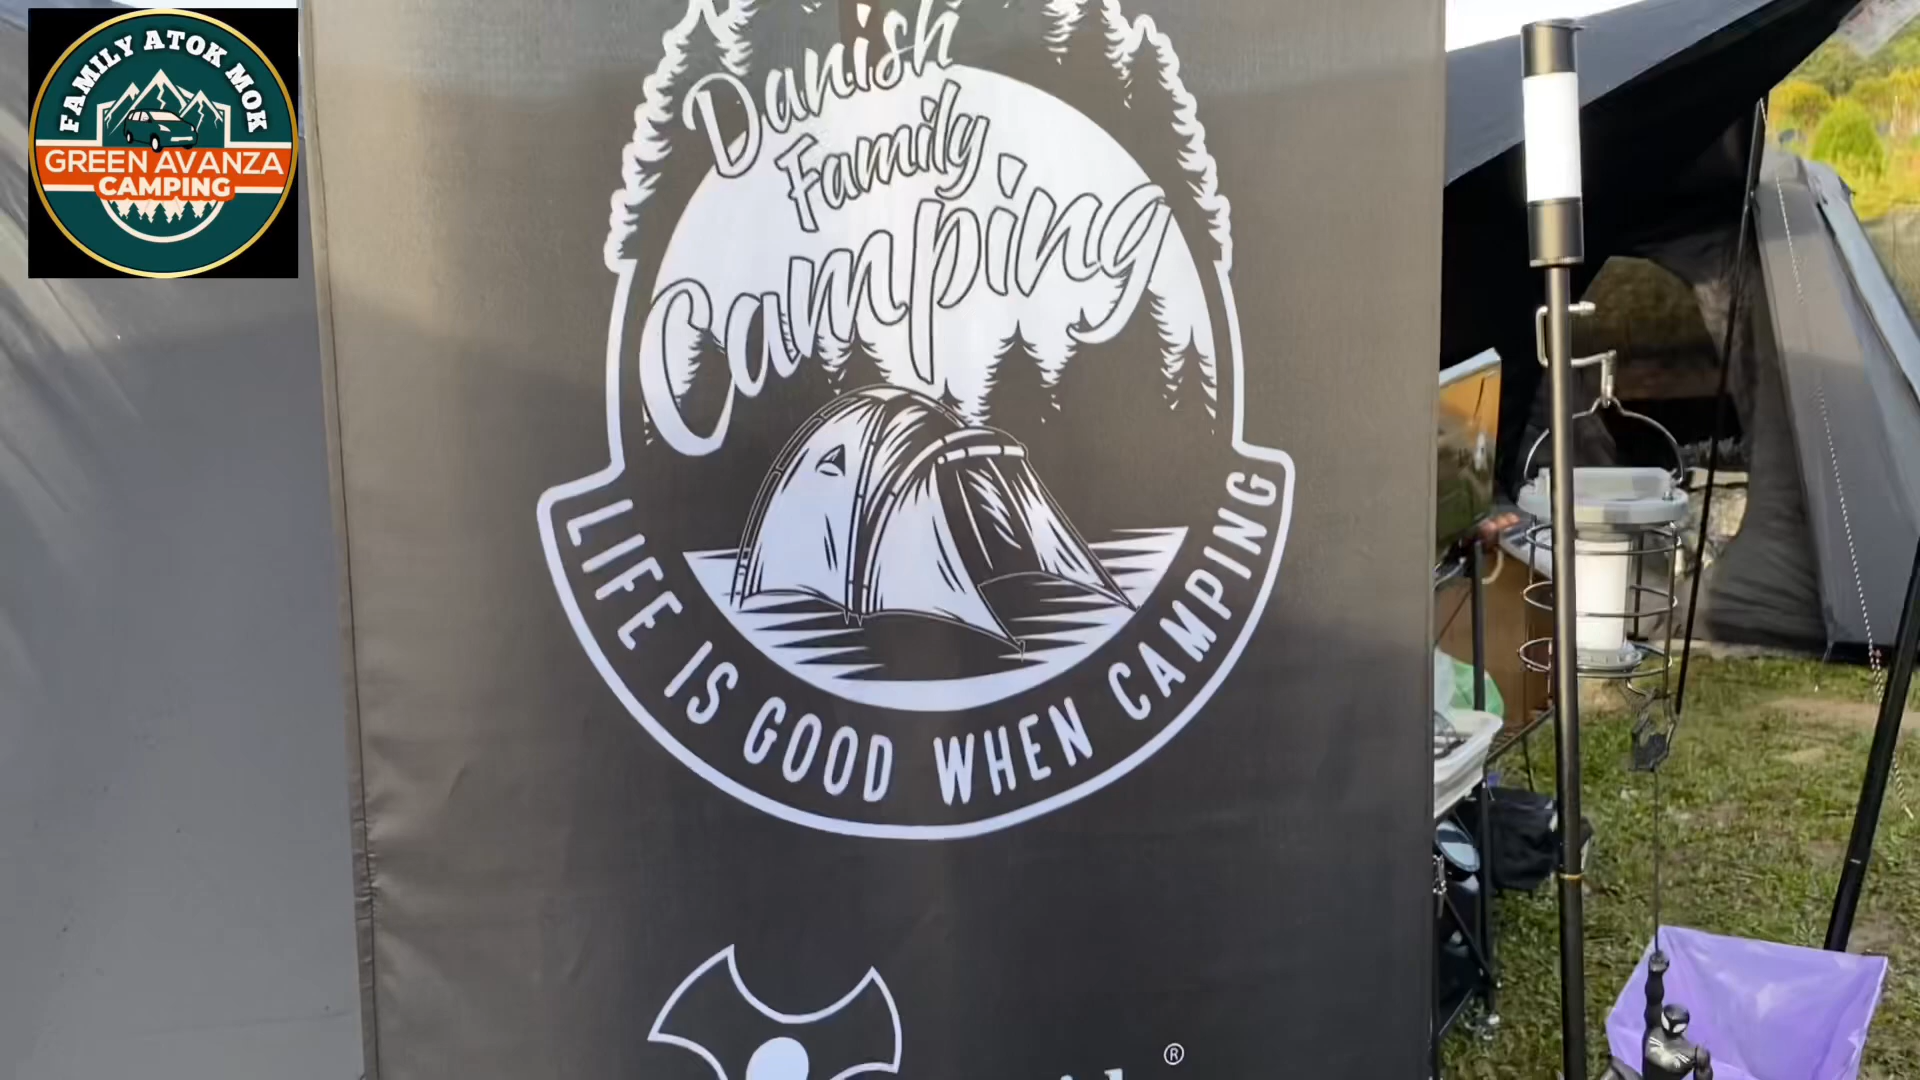 FAMILY ATOK MOK
GREEN AVANZA
CAMPING
Danish
Family
Camping
LIFE IS GOOD WHEN CAMPING
®